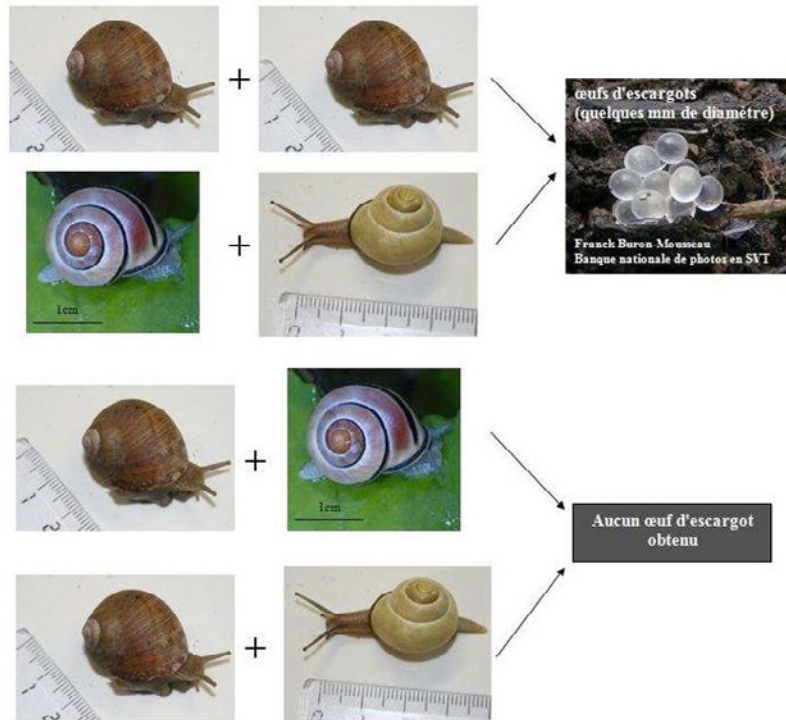 +
œufs d'escargots
(quelques mm de diamètre)
+
Franck Buron Mousseau
Banque nationale de photos en SVT
1cm
+
1cm
Aucun œuf d'escargot
obtenu
+